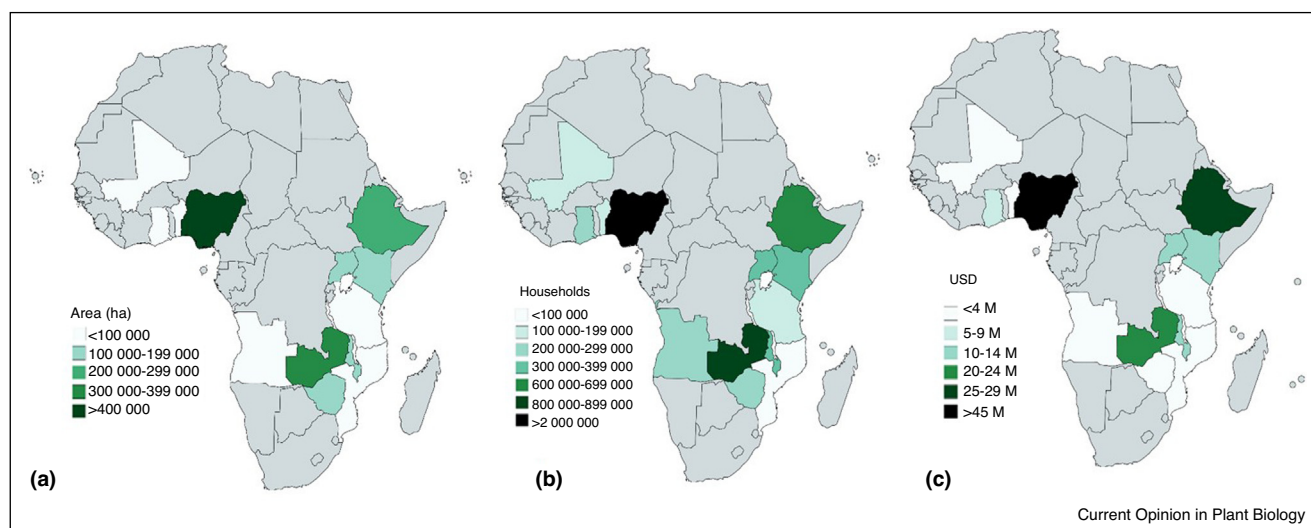 Area (ha)
<100 000
100 000-199 000
200 000-299 000
300 000-399 000
>400 000
(a)
Households
<100 000
100 000-199 000
200 000-299 000
300 000-399 000
600 000-699 000
800 000-899 000
>2 000 000
(b)
USD
<4 M
5-9 M
10-14 M
20-24 M
25-29 M
>45 M
(c)
Current Opinion in Plant Biology